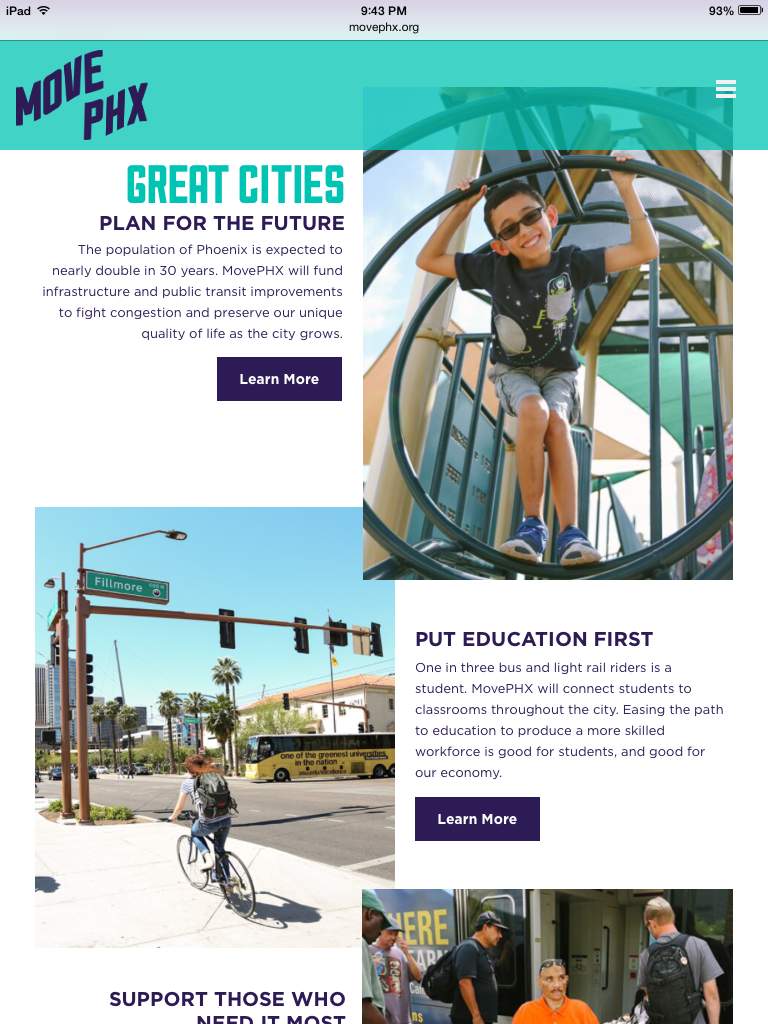 iPad
9:43 PM
93%
movephx.org
MOVE
PHX
GREAT CITIES
PLAN FOR THE FUTURE
The population of Phoenix is expected to
nearly double in 30 years. MovePHX will fund
infrastructure and public transit improvements
to fight congestion and preserve our unique
quality of life as the city grows.
Learn More
Fillmore
one of the greenest universities
in the nation
PUT EDUCATION FIRST
One in three bus and light rail riders is a
student. MovePHX will connect students to
classrooms throughout the city. Easing the path
to education to produce a more skilled
workforce is good for students, and good for
our economy.
Learn More
HERE
SUPPORT THOSE WHO
NEED IT MOST